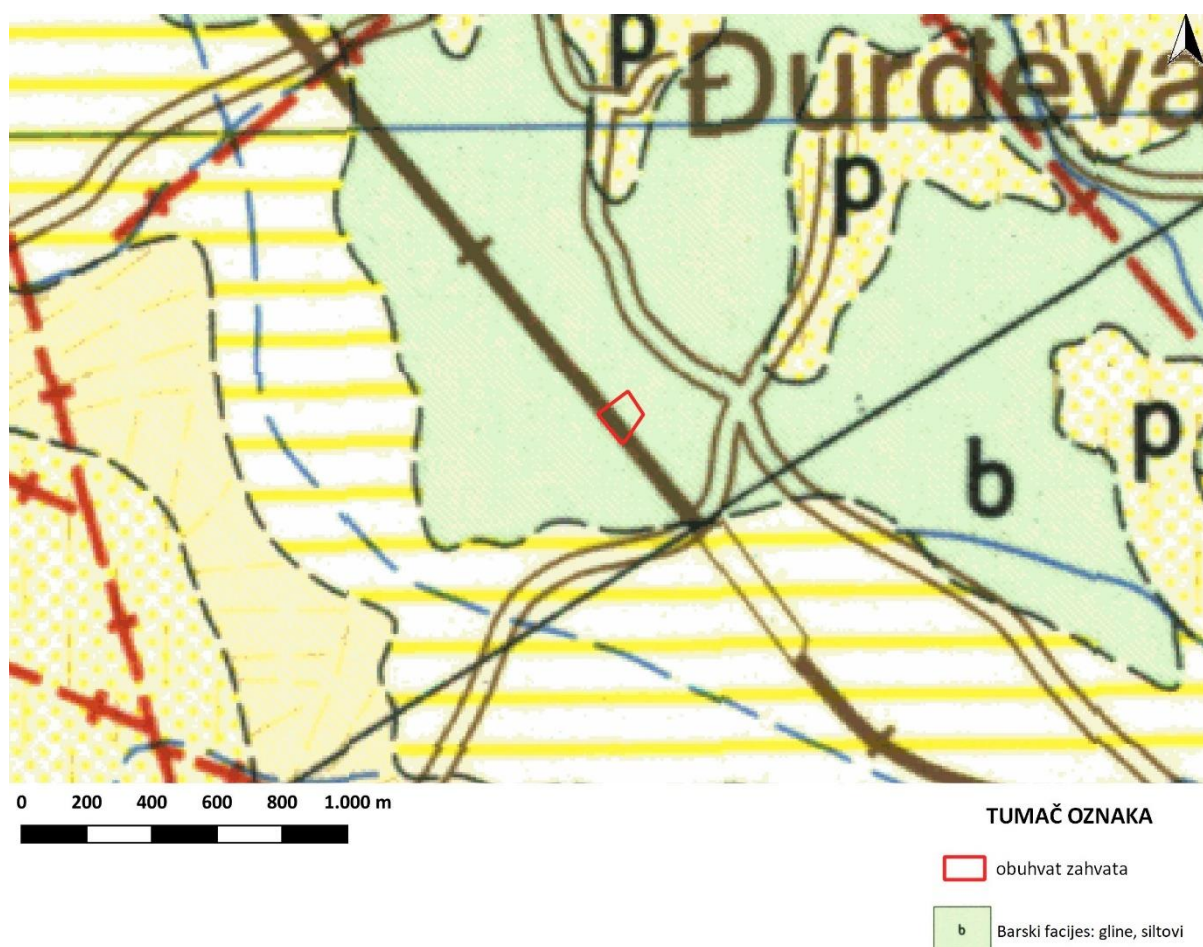 p
Đurđeva
p
p
b
0 200 400 600 800 1.000 m
TUMAČ OZNAKA
obuhvat zahvata
b Barski facijes: gline, siltovi